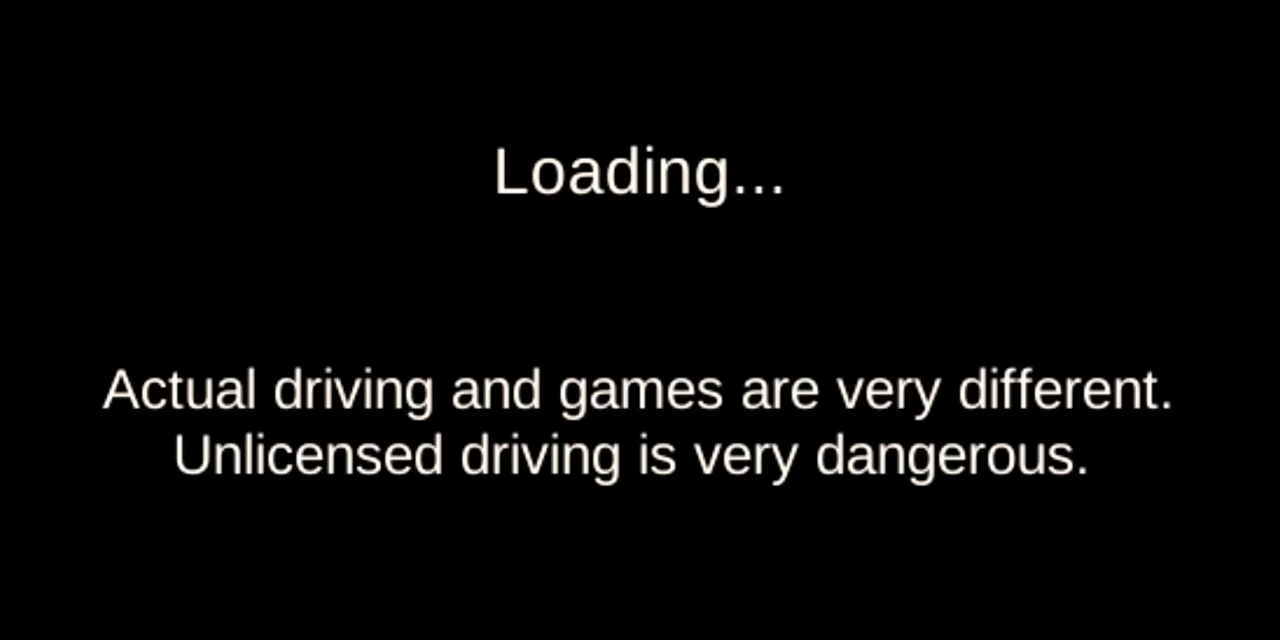 Loading...
Actual driving and games are very different.
Unlicensed driving is very dangerous.